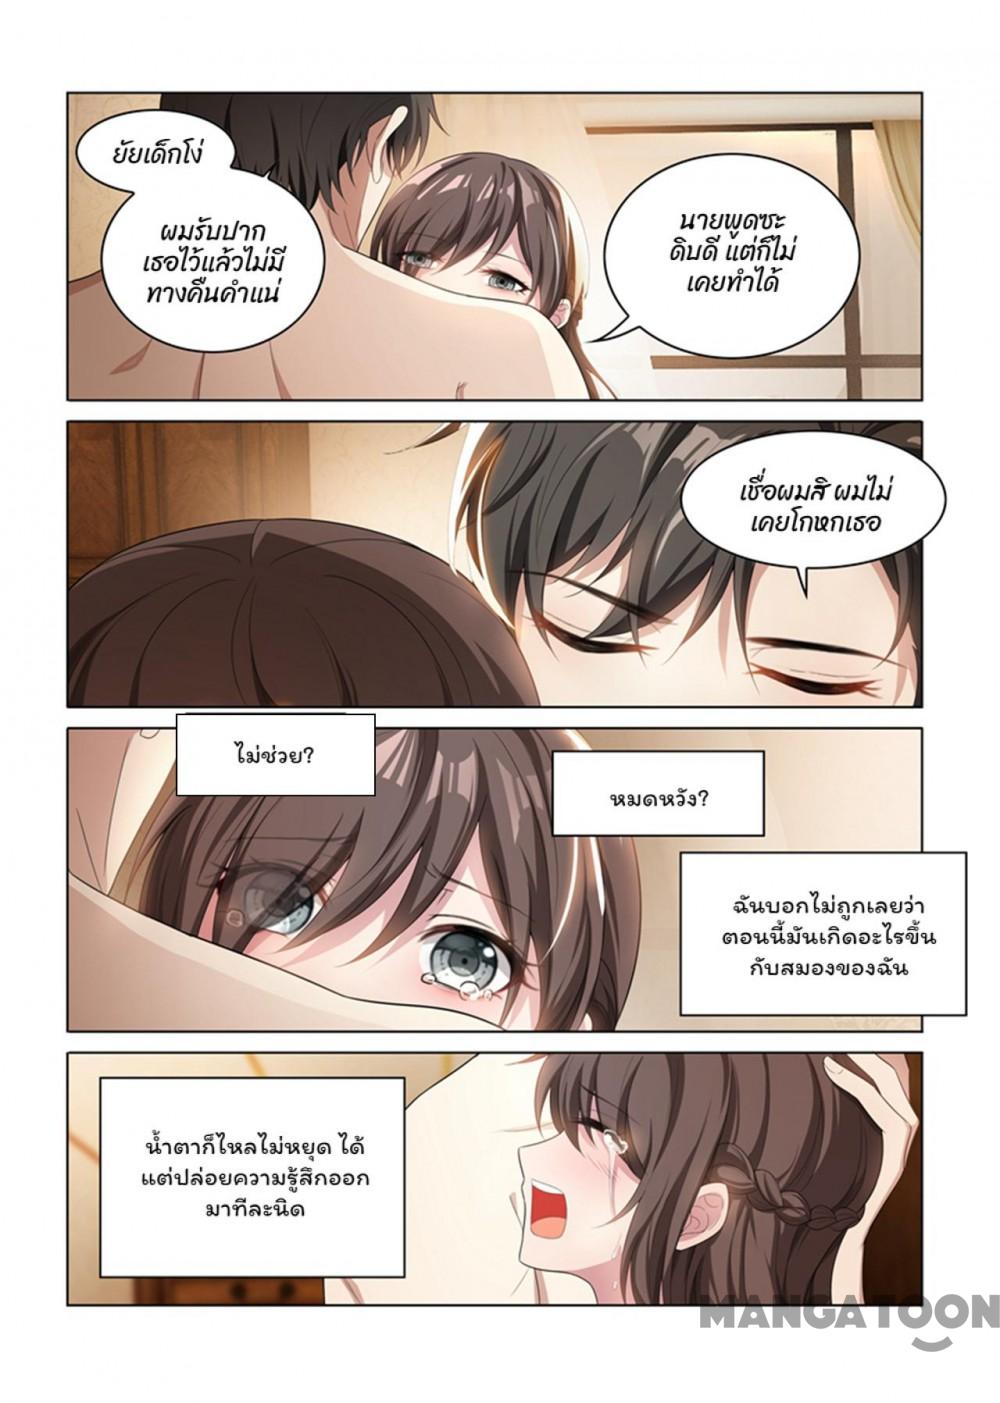 ยัยเด็กโง่
ผมรับปาก
เธอไว้แล้วไม่มี
ทางคืนคำแน่
นายพูดซะ
ดิบดี แต่ก็ไม่
เคยทำได้
เชื่อผมสิ ผมไม่
เคยโกหกเธอ
ไม่ช่วย?
หมดหวัง?
ฉันบอกไม่ถูกเลยว่า
ตอนนี้มันเกิดอะไรขึ้น
กับสมองของฉัน
น้ำตาก็ไหลไม่หยุด ได้
แต่ปล่อยความรู้สึกออก
มาทีละนิด
MANGATOON